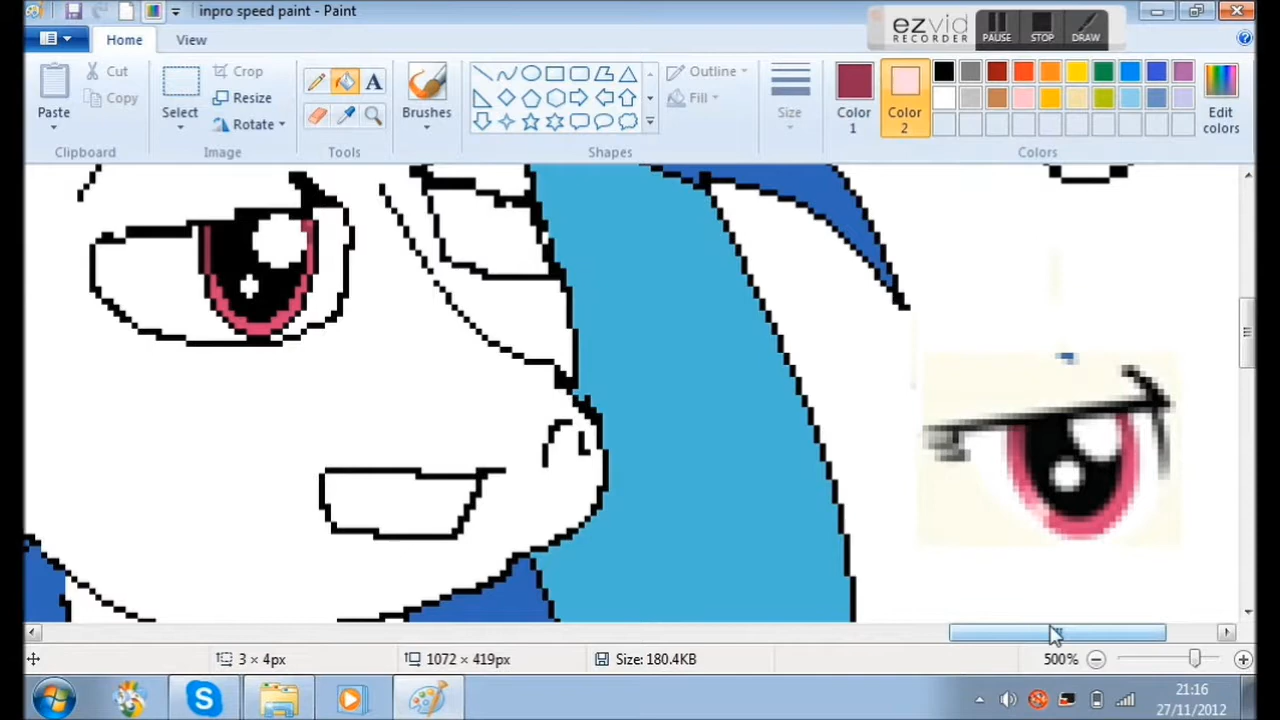 inpro speed paint - Paint
ezvid
RECORDER
PAUSE STOP DRAW
Home View
Paste
Cut
Copy
Clipboard
Select
Crop
Resize
Rotate
Image
A
Tools
Brushes
Outline
Fill
Shapes
Size
Color
1
Color
2
Edit
colors
Colors
3 × 4px
1072 × 419px
Size: 180.4KB
500%
21:16
27/11/2012